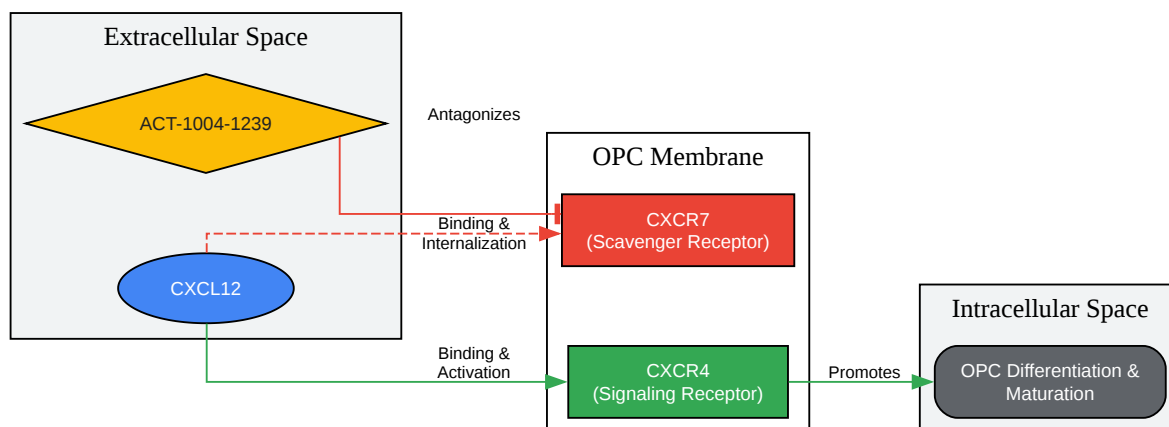 Extracellular Space
ACT-1004-1239
Antagonizes
OPC Membrane
CXCR7
(Scavenger Receptor)
Binding &
Internalization
CXCL12
Intracellular Space
Binding &
Activation
CXCR4
(Signaling Receptor)
Promotes
OPC Differentiation &
Maturation